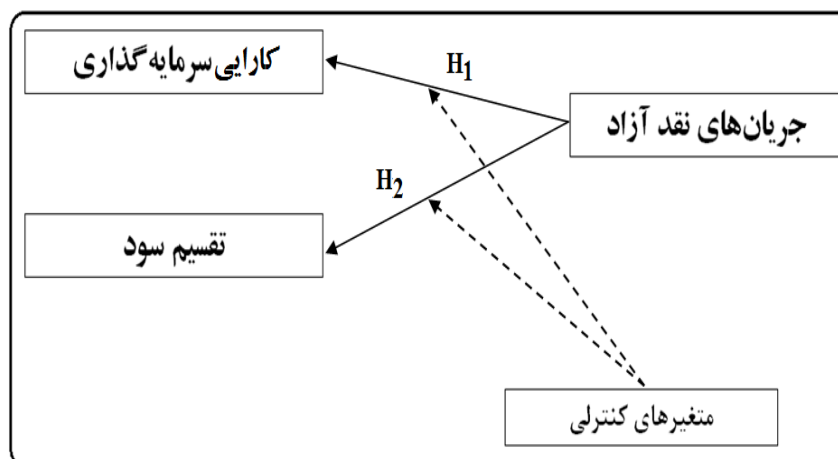 کارایی سرمایه‌گذاری
H1
جریان‌های نقد آزاد
H2
تقسیم سود
متغیرهای کنترلی